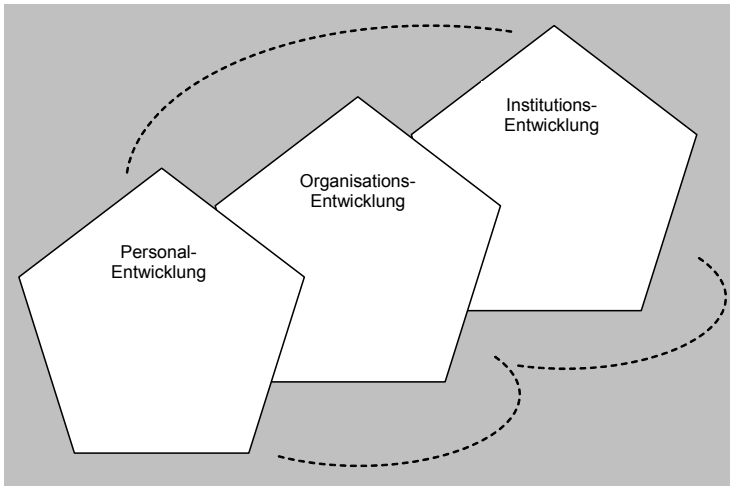 Institutions-
Entwicklung
Organisations-
Entwicklung
Personal-
Entwicklung